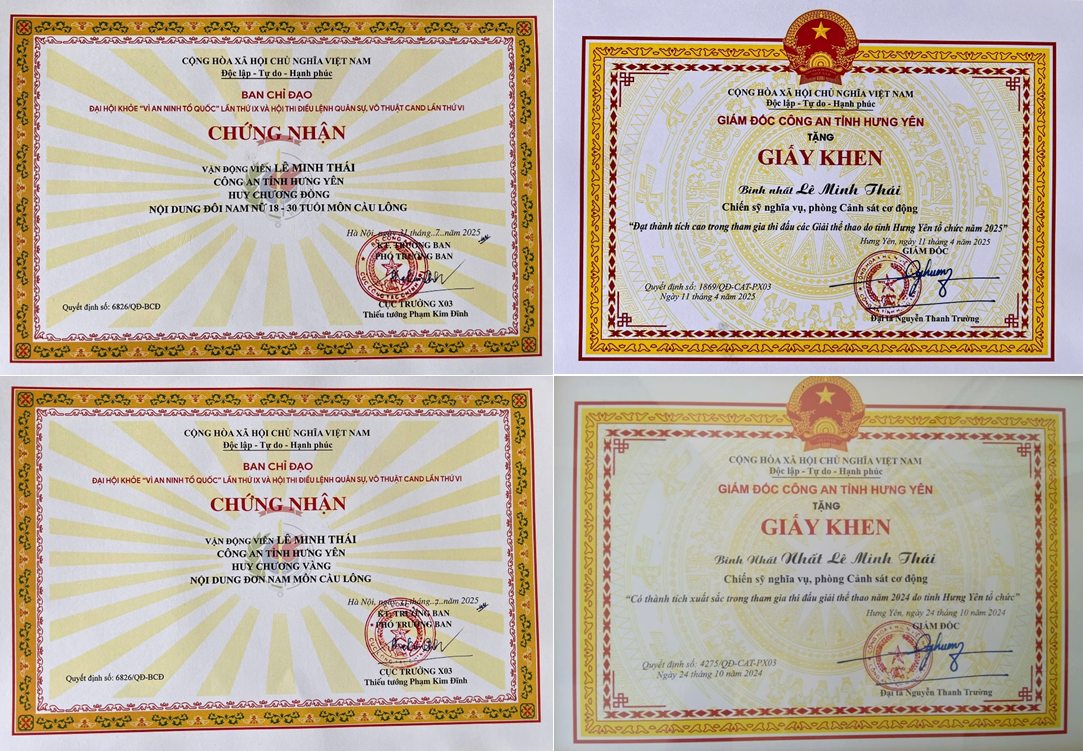 CỘNG HÒA XÃ HỘI CHỦ NGHĨA VIỆT NAM
Độc lập - Tự do - Hạnh phúc
BAN CHỈ ĐẠO
ĐẠI HỘI KHỎE "VÌ AN NINH TỔ QUỐC" LẦN THỨ IX VÀ HỘI THI ĐIỀU LỆNH QUÂN SỰ, VÕ THUẬT CAND LẦN THỨ VI
CHỨNG NHẬN
VẬN ĐỘNG VIÊN LÊ MINH THÁI
CÔNG AN TỈNH HƯNG YÊN
HUY CHƯƠNG ĐỒNG
NỘI DUNG ĐÔI NAM NỮ 18 - 30 TUỔI MÔN CẦU LÔNG
Hà Nội, ngày 31 tháng..7..năm 2025
KT. TRƯỞNG BAN
PHÓ TRƯỞNG BAN
CỤC TRƯỞNG X03
Thiếu tướng Phạm Kim Đĩnh
Quyết định số: 6826/QĐ-BCĐ
CỘNG HÒA XÃ HỘI CHỦ NGHĨA VIỆT NAM
Độc lập - Tự do - Hạnh phúc
GIÁM ĐỐC CÔNG AN TỈNH HƯNG YÊN
TẶNG
GIẤY KHEN
Binh nhất Lê Minh Thái
Chiến sỹ nghĩa vụ, phòng Cảnh sát cơ động
"Đạt thành tích cao trong tham gia thi đấu các Giải thể thao do tỉnh Hưng Yên tổ chức năm 2025"
Hưng Yên, ngày 11 tháng 4 năm 2025
GIÁM ĐỐC
Quyết định số: 1869/QĐ-CAT-PX03
Ngày 11 tháng 4 năm 2025
Đại tá Nguyễn Thanh Trường
CỘNG HÒA XÃ HỘI CHỦ NGHĨA VIỆT NAM
Độc lập - Tự do - Hạnh phúc
BAN CHỈ ĐẠO
ĐẠI HỘI KHỎE "VÌ AN NINH TỔ QUỐC" LẦN THỨ IX VÀ HỘI THI ĐIỀU LỆNH QUÂN SỰ, VÕ THUẬT CAND LẦN THỨ VI
CHỨNG NHẬN
VẬN ĐỘNG VIÊN LÊ MINH THÁI
CÔNG AN TỈNH HƯNG YÊN
HUY CHƯƠNG VÀNG
NỘI DUNG ĐƠN NAM MÔN CẦU LÔNG
Hà Nội, ngày 31 tháng..7..năm 2025
KT. TRƯỞNG BAN
PHÓ TRƯỞNG BAN
CỤC TRƯỞNG X03
Thiếu tướng Phạm Kim Đĩnh
Quyết định số: 6826/QĐ-BCĐ
CỘNG HÒA XÃ HỘI CHỦ NGHĨA VIỆT NAM
Độc lập - Tự do - Hạnh phúc
GIÁM ĐỐC CÔNG AN TỈNH HƯNG YÊN
TẶNG
GIẤY KHEN
Binh Nhất Nhất Lê Minh Thái
Chiến sỹ nghĩa vụ, phòng Cảnh sát cơ động
"Có thành tích xuất sắc trong tham gia thi đấu giải thể thao năm 2024 do tỉnh Hưng Yên tổ chức"
Hưng Yên, ngày 24 tháng 10 năm 2024
GIÁM ĐỐC
Quyết định số: 4275/QĐ-CAT-PX03
Ngày 24 tháng 10 năm 2024
Đại tá Nguyễn Thanh Trường